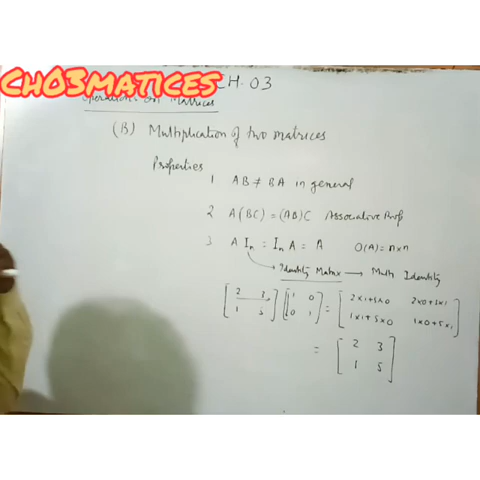 Ch03matices CH.03
Operations on Matrices
(B) Multiplication of two matrices
Properties
1 AB ≠ BA in general
2 A(BC) = (AB)C Associative Prop
3 A Iₙ = Iₙ A = A O(A) = n×n
Identity Matrix → Multi Identity
[2 3; 1 5] [1 0; 0 1] = [2×1+3×0 2×0+3×1; 1×1+5×0 1×0+5×1]
= [2 3; 1 5]